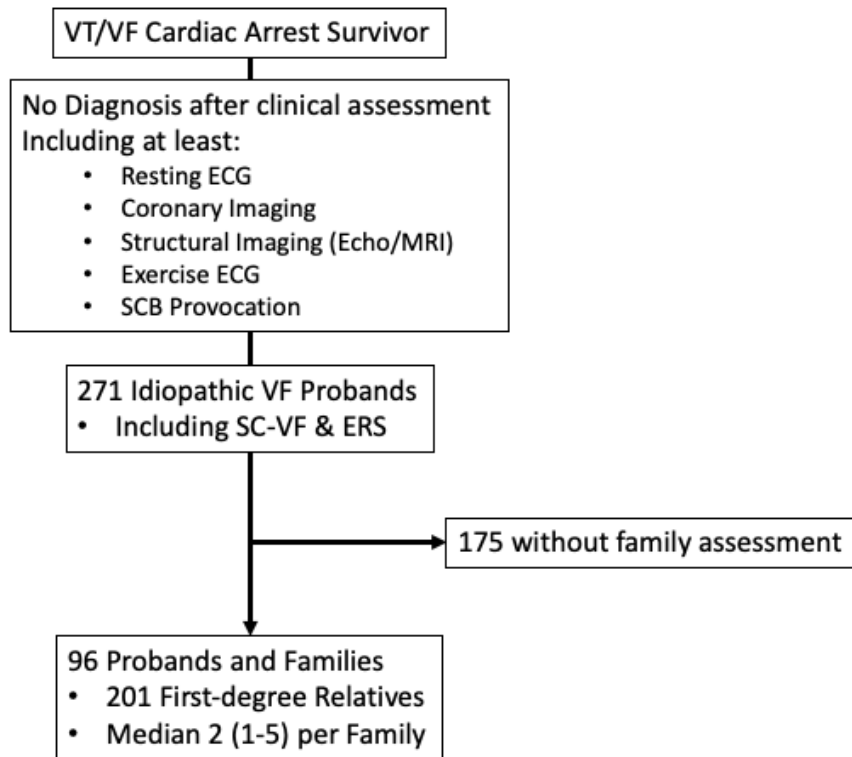 VT/VF Cardiac Arrest Survivor
No Diagnosis after clinical assessment
Including at least:
• Resting ECG
• Coronary Imaging
• Structural Imaging (Echo/MRI)
• Exercise ECG
• SCB Provocation
271 Idiopathic VF Probands
• Including SC-VF & ERS
175 without family assessment
96 Probands and Families
• 201 First-degree Relatives
• Median 2 (1-5) per Family